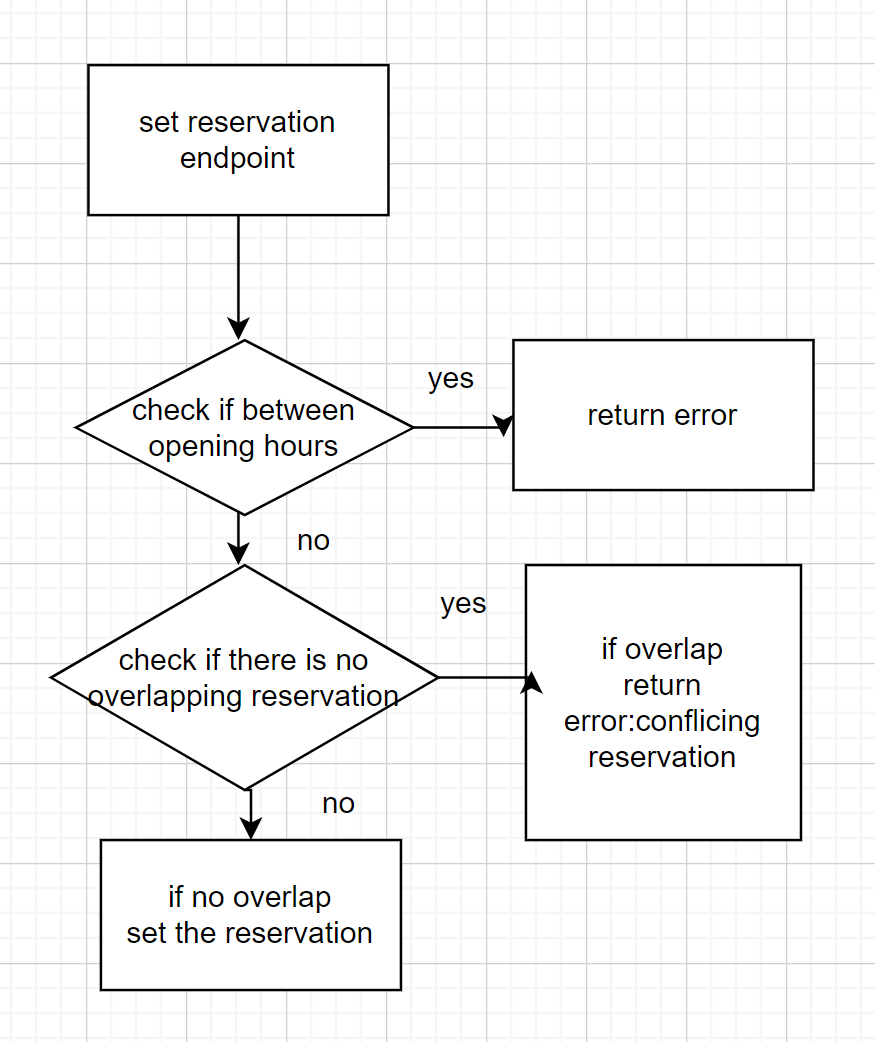 set reservation
endpoint
check if between
opening hours
yes
return error
no
check if there is no
overlapping reservation
yes
if overlap
return
error:conflicing
reservation
no
if no overlap
set the reservation